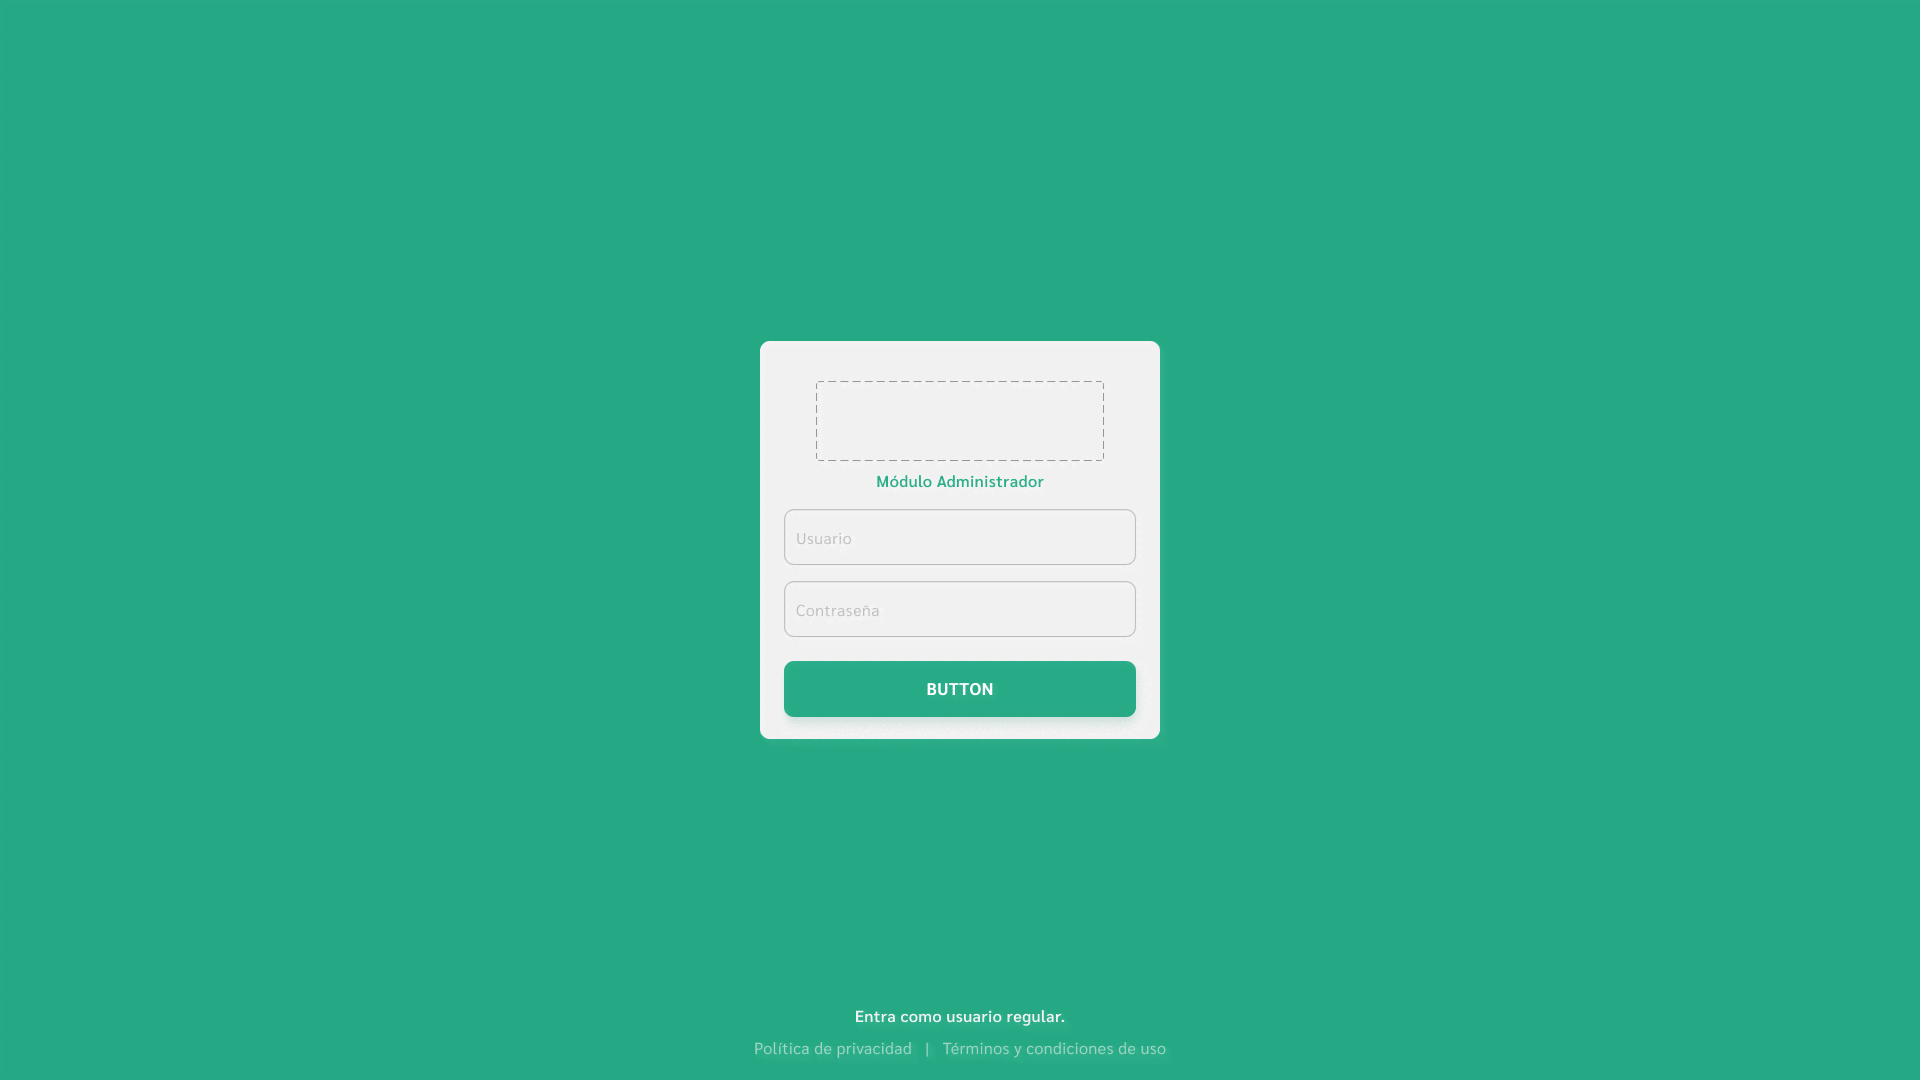 Módulo Administrador
Usuario
Contraseña
BUTTON
Entra como usuario regular.
Política de privacidad | Términos y condiciones de uso